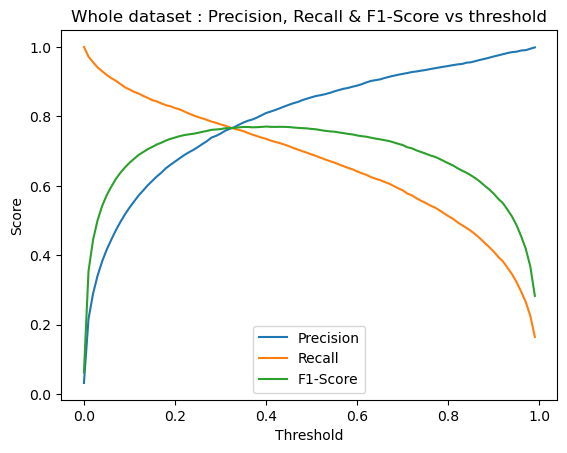 Whole dataset : Precision, Recall & F1-Score vs threshold
1.0
0.8
0.6
0.4
0.2
0.0
Score
Precision
Recall
F1-Score
0.0 0.2 0.4 0.6 0.8 1.0
Threshold